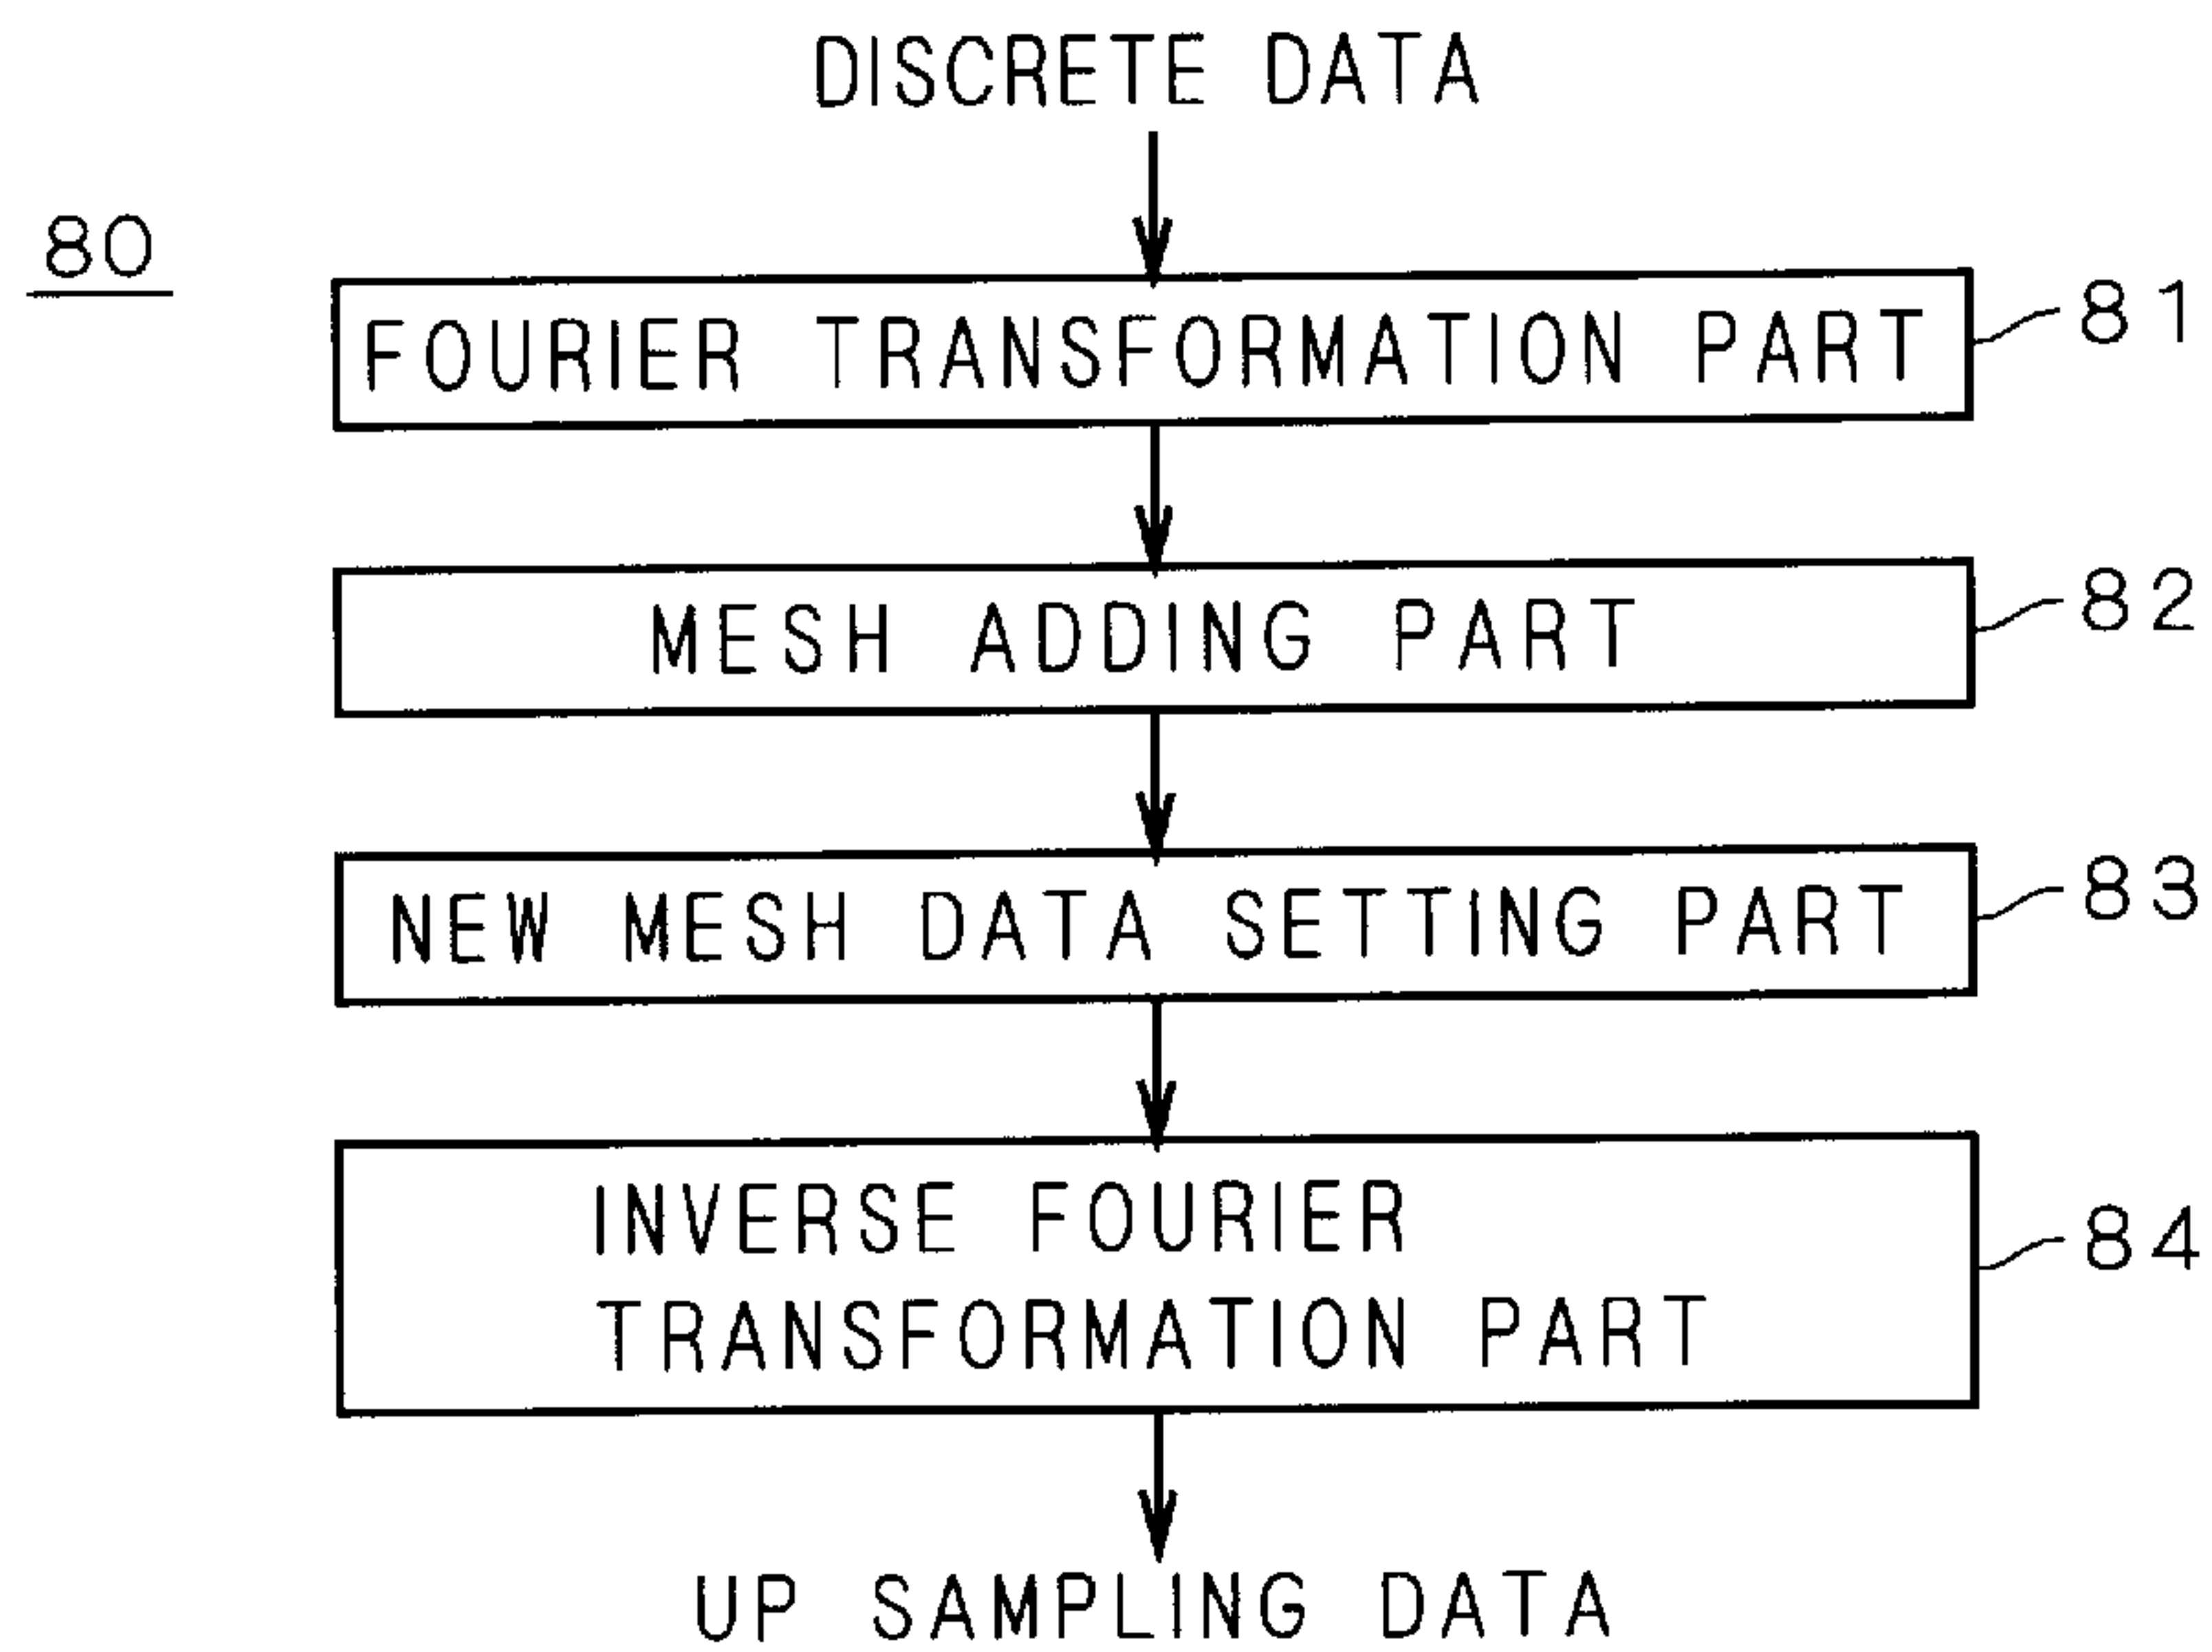 DISCRETE DATA
80
FOURIER TRANSFORMATION PART
81
MESH ADDING PART
82
NEW MESH DATA SETTING PART
83
INVERSE FOURIER
TRANSFORMATION PART
84
UP SAMPLING DATA